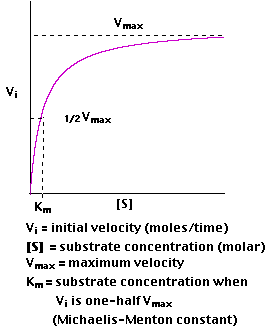 Vmax
Vi
1/2 Vmax
Km
[S]
Vi = initial velocity (moles/time)
[S] = substrate concentration (molar)
Vmax = maximum velocity
Km = substrate concentration when
Vi is one-half Vmax
(Michaelis-Menton constant)